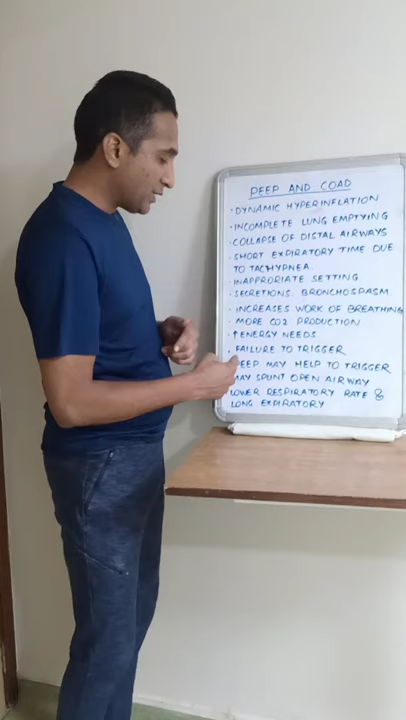 PEEP AND COAD
· DYNAMIC HYPERINFLATION
· INCOMPLETE LUNG EMPTYING
COLLAPSE OF DISTAL AIRWAYS
· SHORT EXPIRATORY TIME DUE
TO TACHYPNEA.
· INAPPRORIATE SETTING
· SECRETIONS. BRONCHOSPASM
· INCREASES WORK OF BREATHING
MORE CO2 PRODUCTION
· ↑ENERGY NEEDS
· FAILURE TO TRIGGER
PEEP MAY HELP TO TRIGGER
MAY SPLINT OPEN AIRWAY
LOWER RESPIRATORY RATE &
LONG EXPIRATORY